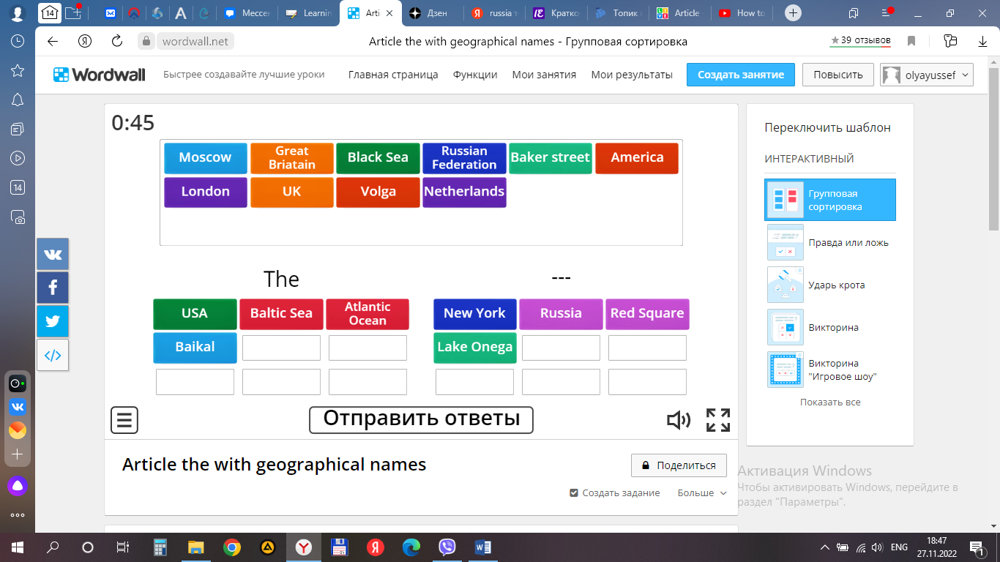 14
Мессен
Learnin
Arti
Дзен
russia т
Кратко
Топик
Article
How to
wordwall.net
Article the with geographical names - Групповая сортировка
39 отзывов
Wordwall
Быстрее создавайте лучшие уроки
Главная страница
Функции
Мои занятия
Мои результаты
Создать занятие
Повысить
olyayussef
0:45
Moscow
Great
Briatain
Black Sea
Russian
Federation
Baker street
America
London
UK
Volga
Netherlands
The
---
USA
Baltic Sea
Atlantic
Ocean
New York
Russia
Red Square
Baikal
Lake Onega
Отправить ответы
Article the with geographical names
Поделиться
Создать задание
Больше
Переключить шаблон
ИНТЕРАКТИВНЫЙ
Групповая
сортировка
Правда или ложь
Ударь крота
Викторина
Викторина
"Игровое шоу"
Показать все
14
Активация Windows
Чтобы активировать Windows, перейдите в
раздел "Параметры".
ENG
18:47
27.11.2022
1